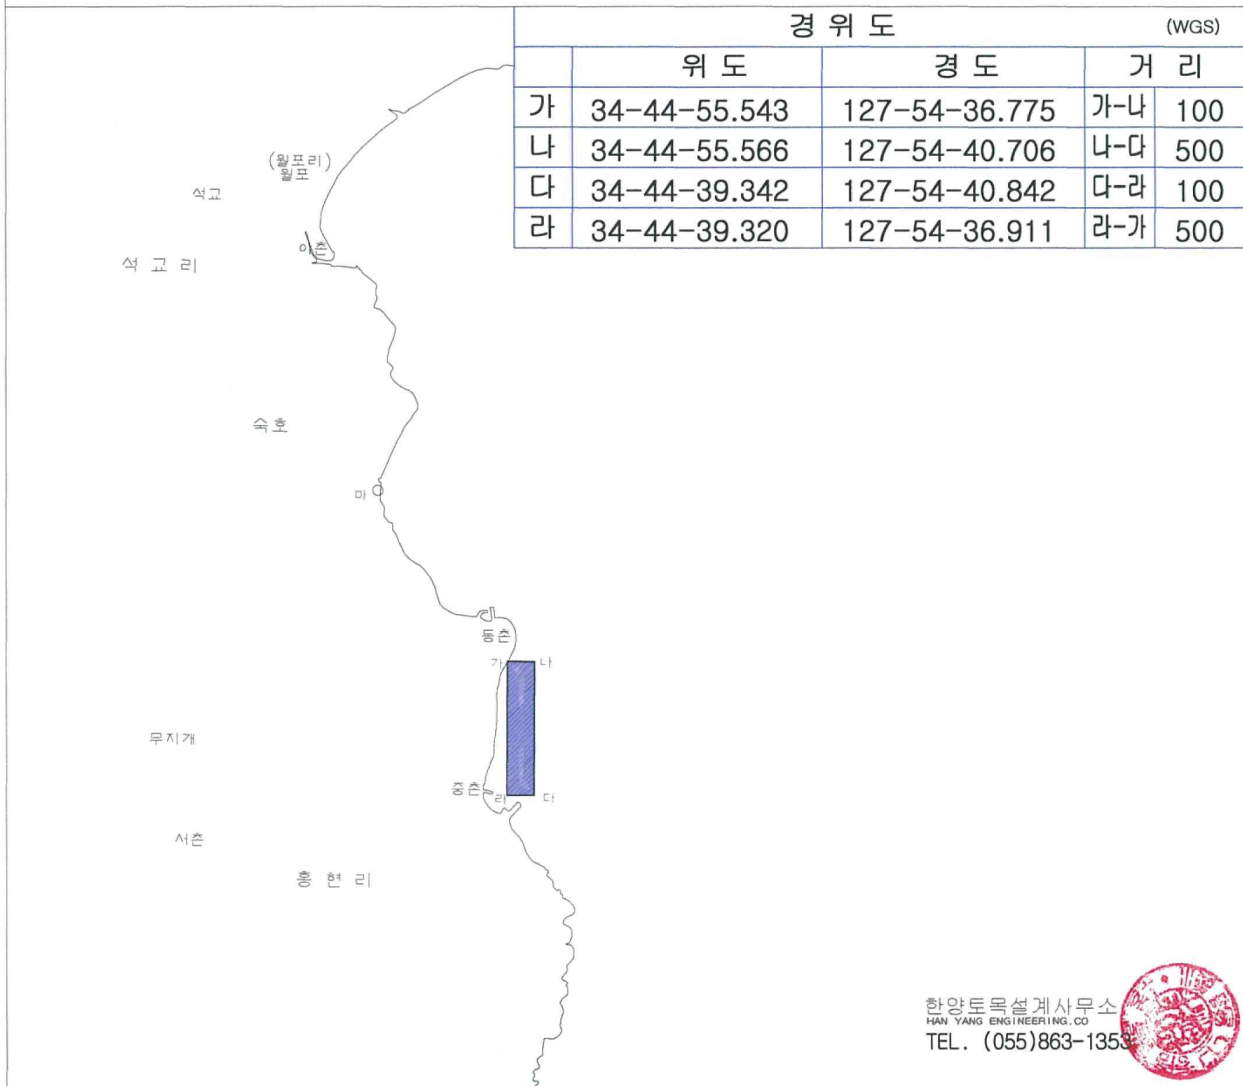 경 위 도 (WGS)
위 도 경 도 거 리
가 34-44-55.543 127-54-36.775 가-나 100
나 34-44-55.566 127-54-40.706 나-다 500
다 34-44-39.342 127-54-40.842 다-라 100
라 34-44-39.320 127-54-36.911 라-가 500
(월포리)
월포
석고
석 고 리
숙호
마
동촌
가 나
무지개
중촌
라 다
서촌
홍 현 리
한양토목설계사무소
HAN YANG ENGINEERING.CO
TEL. (055)863-1353